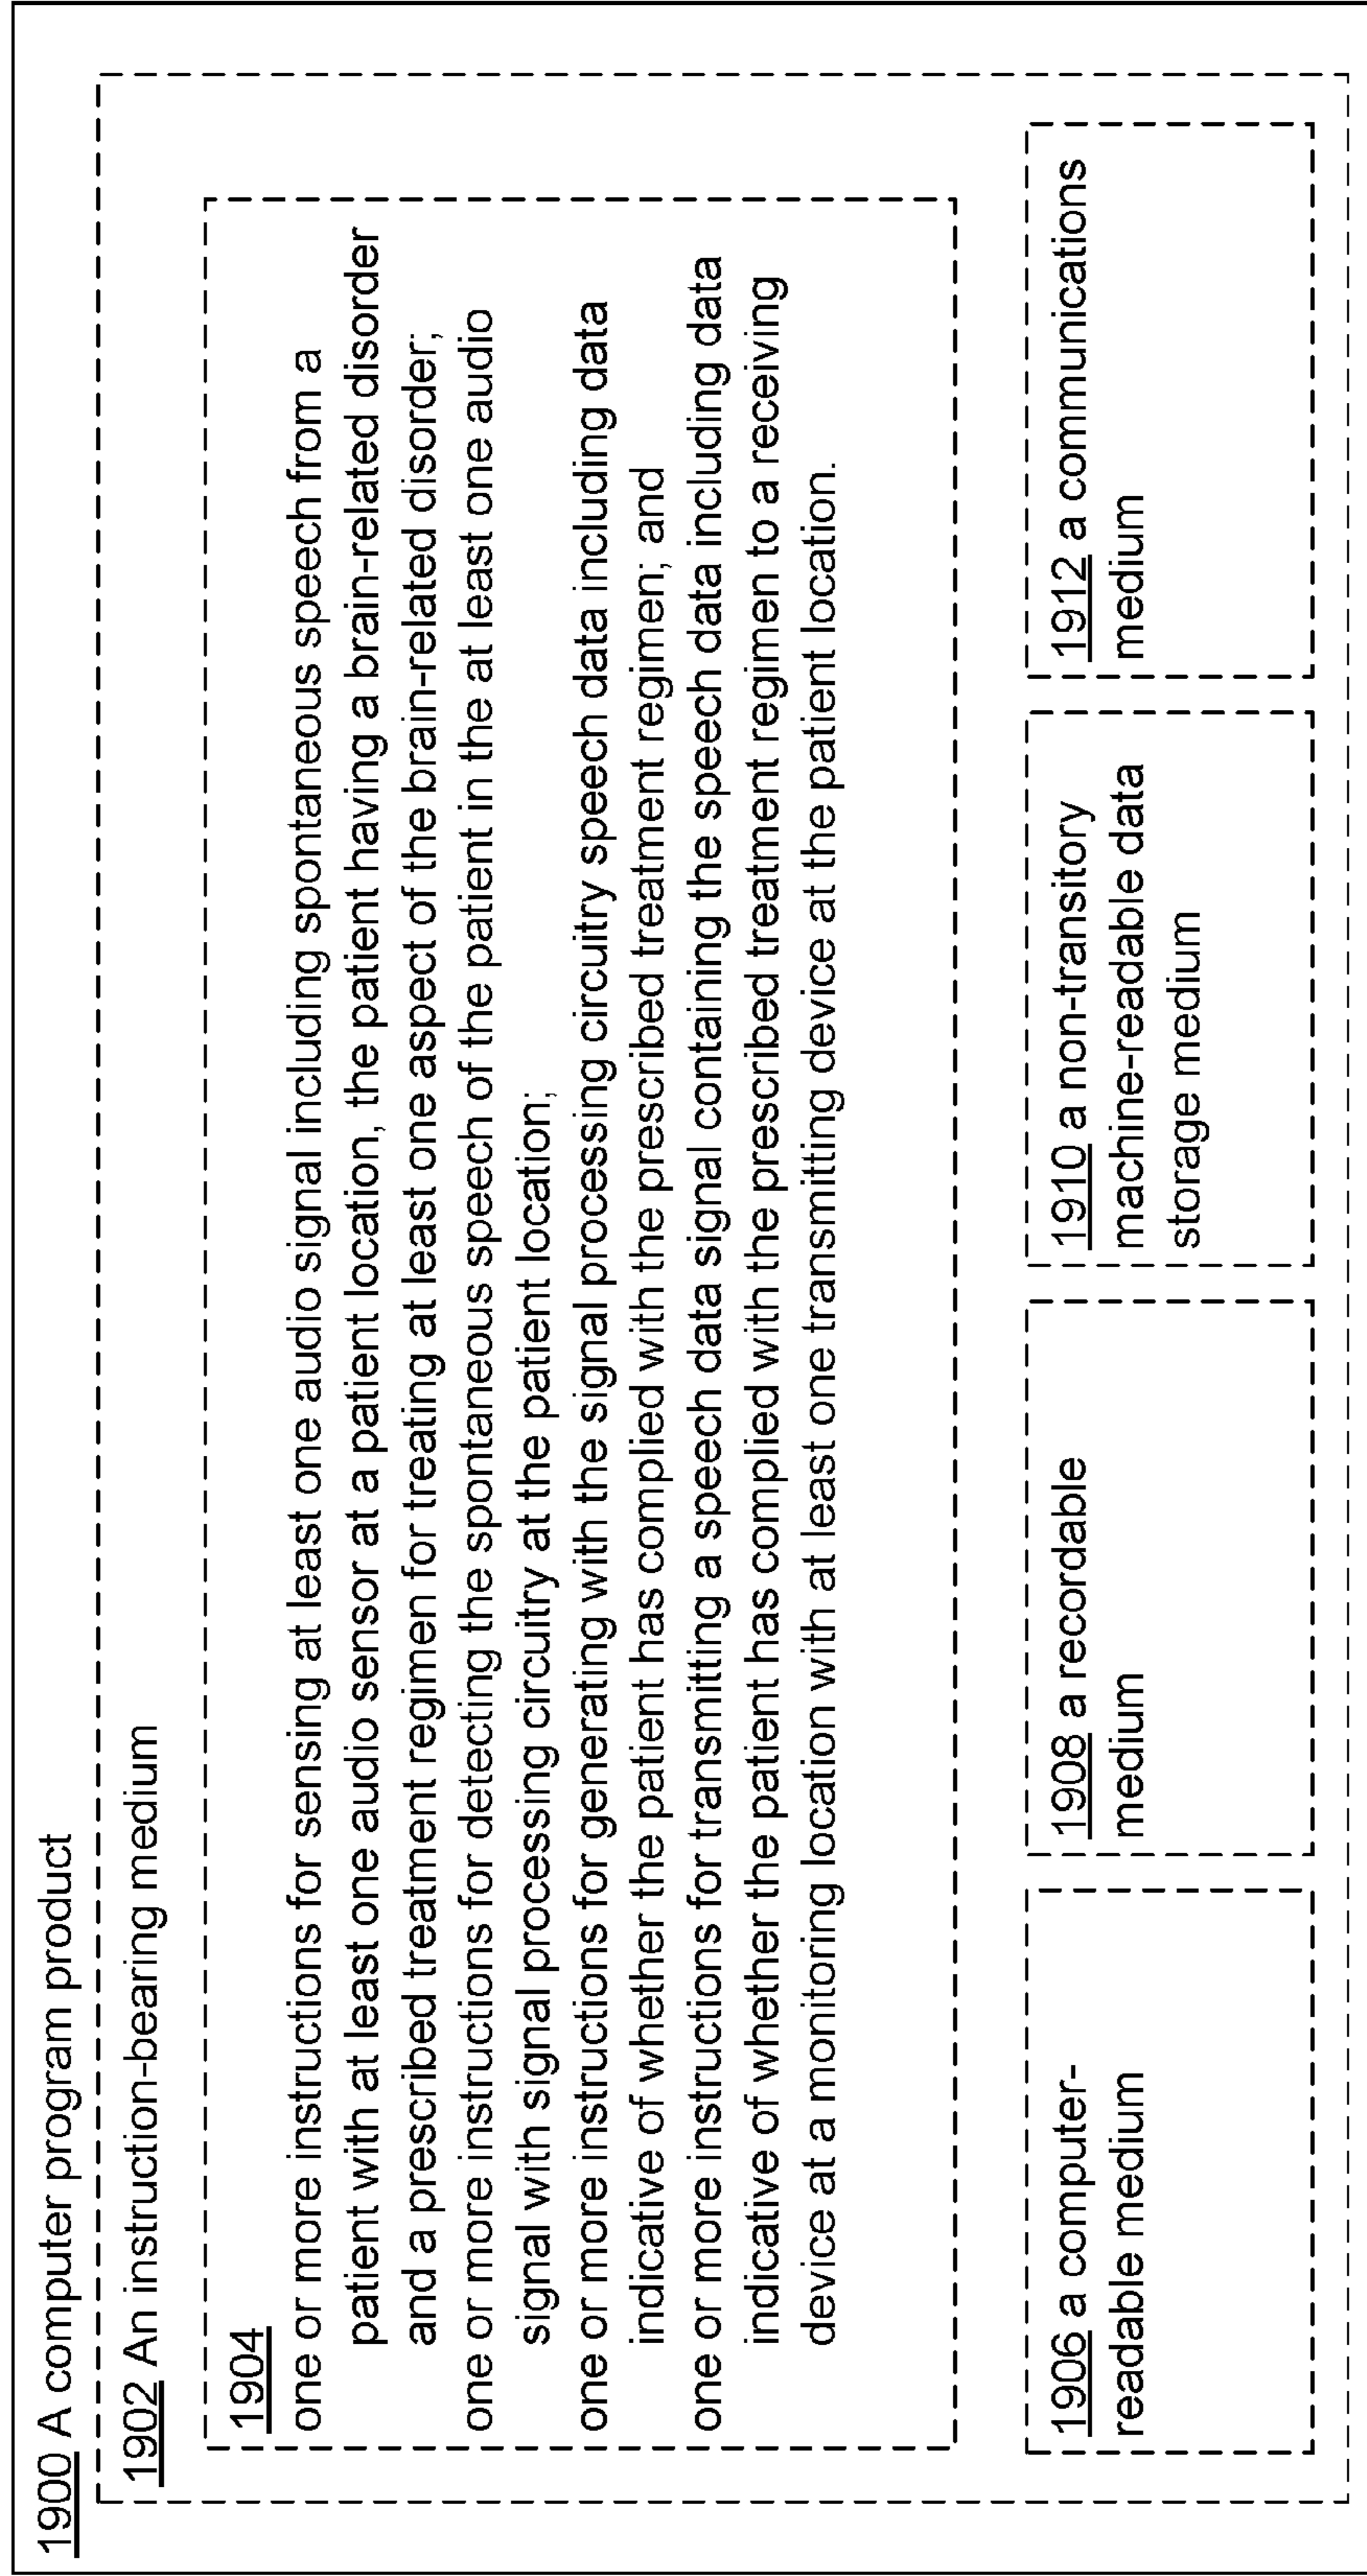 1900 A computer program product
1902 An instruction-bearing medium
1904
one or more instructions for sensing at least one audio signal including spontaneous speech from a
patient with at least one audio sensor at a patient location, the patient having a brain-related disorder
and a prescribed treatment regimen for treating at least one aspect of the brain-related disorder;
one or more instructions for detecting the spontaneous speech of the patient in the at least one audio
signal with signal processing circuitry at the patient location;
one or more instructions for generating with the signal processing circuitry speech data including data
indicative of whether the patient has complied with the prescribed treatment regimen; and
one or more instructions for transmitting a speech data signal containing the speech data including data
indicative of whether the patient has complied with the prescribed treatment regimen to a receiving
device at a monitoring location with at least one transmitting device at the patient location.
1906 a computer-
readable medium
1908 a recordable
medium
1910 a non-transitory
machine-readable data
storage medium
1912 a communications
medium